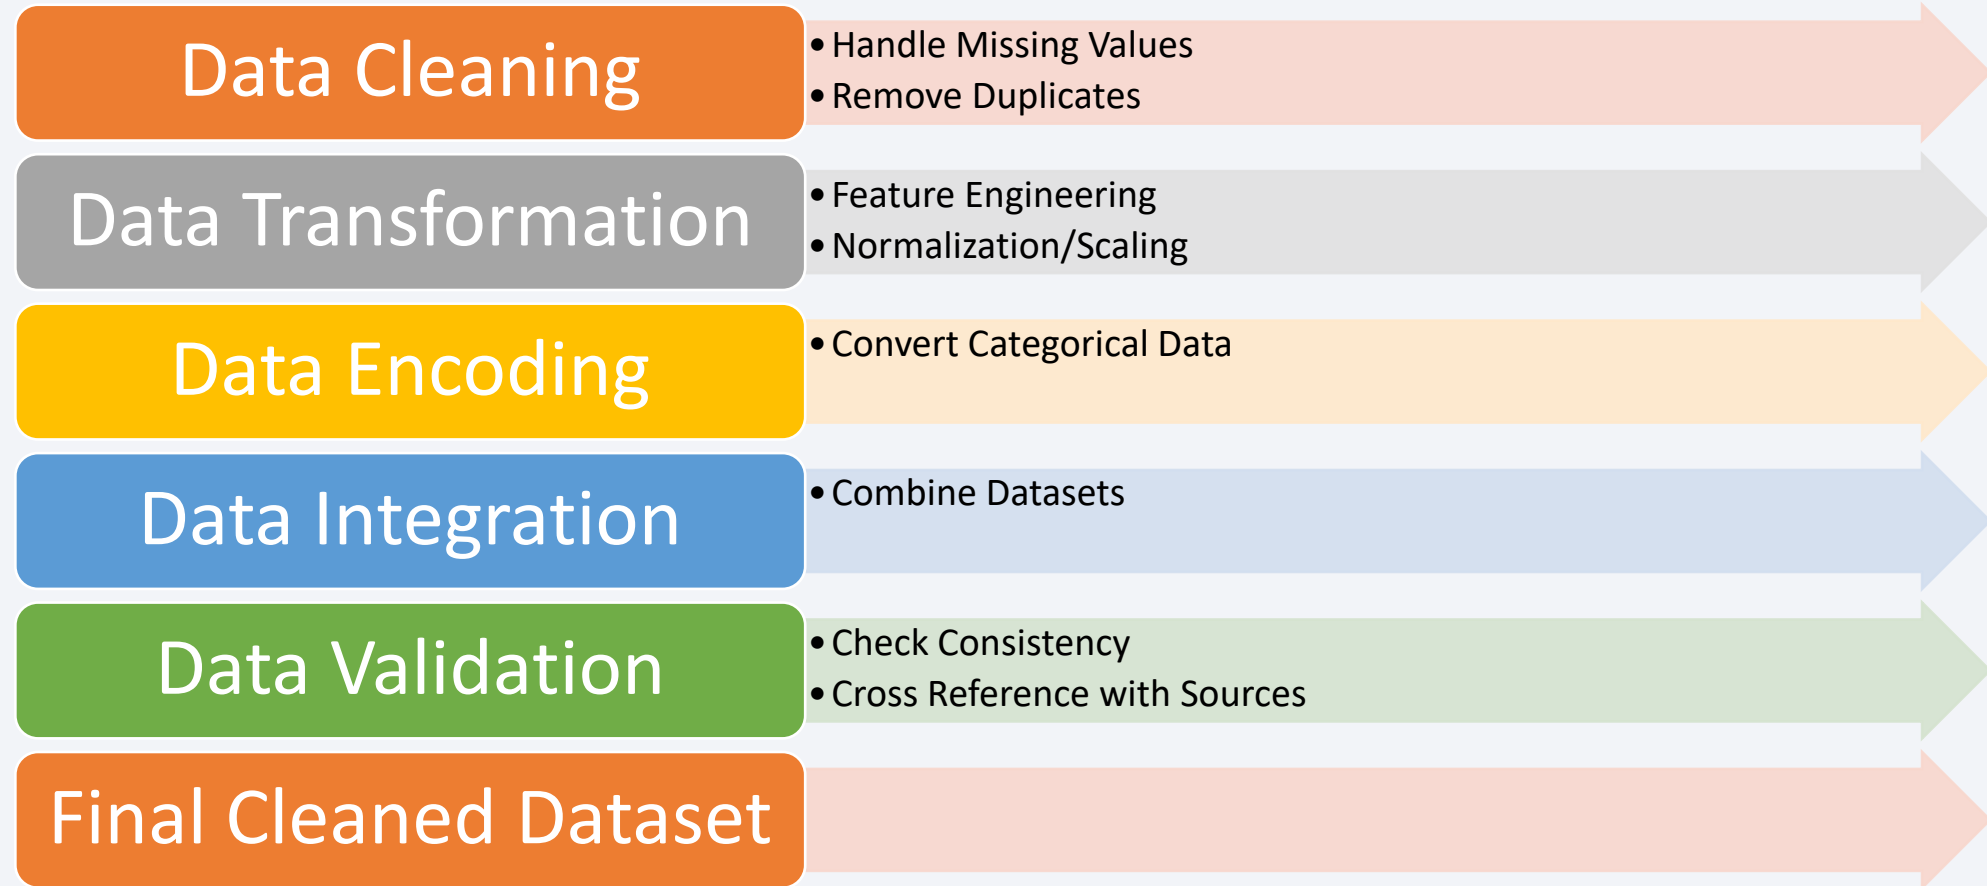 Data Cleaning
• Handle Missing Values
• Remove Duplicates
Data Transformation
• Feature Engineering
• Normalization/Scaling
Data Encoding
• Convert Categorical Data
Data Integration
• Combine Datasets
Data Validation
• Check Consistency
• Cross Reference with Sources
Final Cleaned Dataset